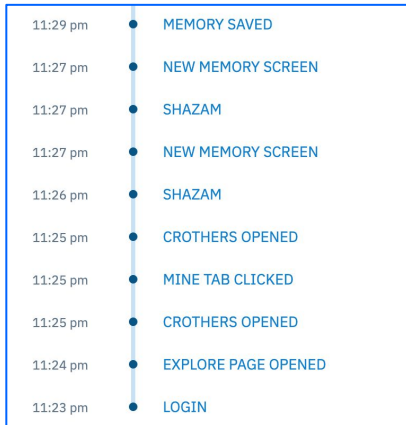 11:29 pm MEMORY SAVED
11:27 pm NEW MEMORY SCREEN
11:27 pm SHAZAM
11:27 pm NEW MEMORY SCREEN
11:26 pm SHAZAM
11:25 pm CROTHERS OPENED
11:25 pm MINE TAB CLICKED
11:25 pm CROTHERS OPENED
11:24 pm EXPLORE PAGE OPENED
11:23 pm LOGIN